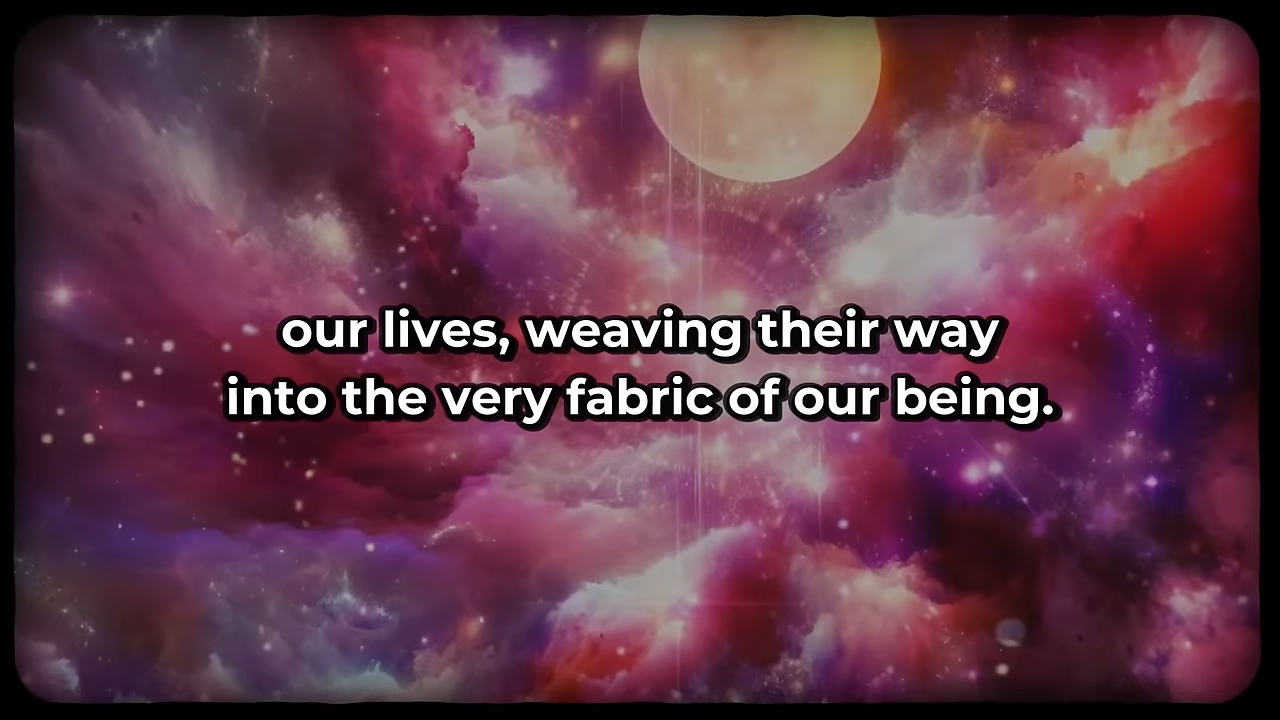 our lives, weaving their way
into the very fabric of our being.